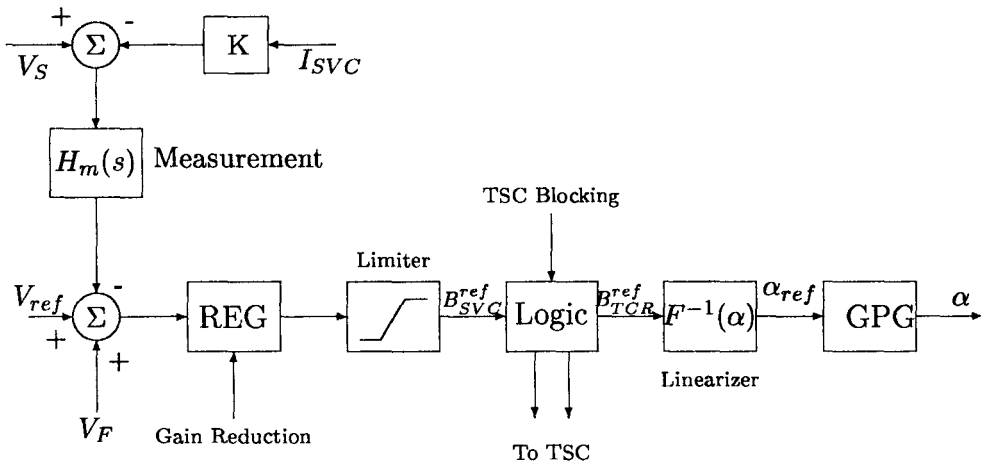 + -
Σ K
V_S I_SVC
H_m(s) Measurement
TSC Blocking
Limiter
V_ref - REG B_SVC^ref Logic B_TCR^ref F^{-1}(α) α_ref GPG α
Σ
+ +
Linearizer
V_F Gain Reduction
To TSC